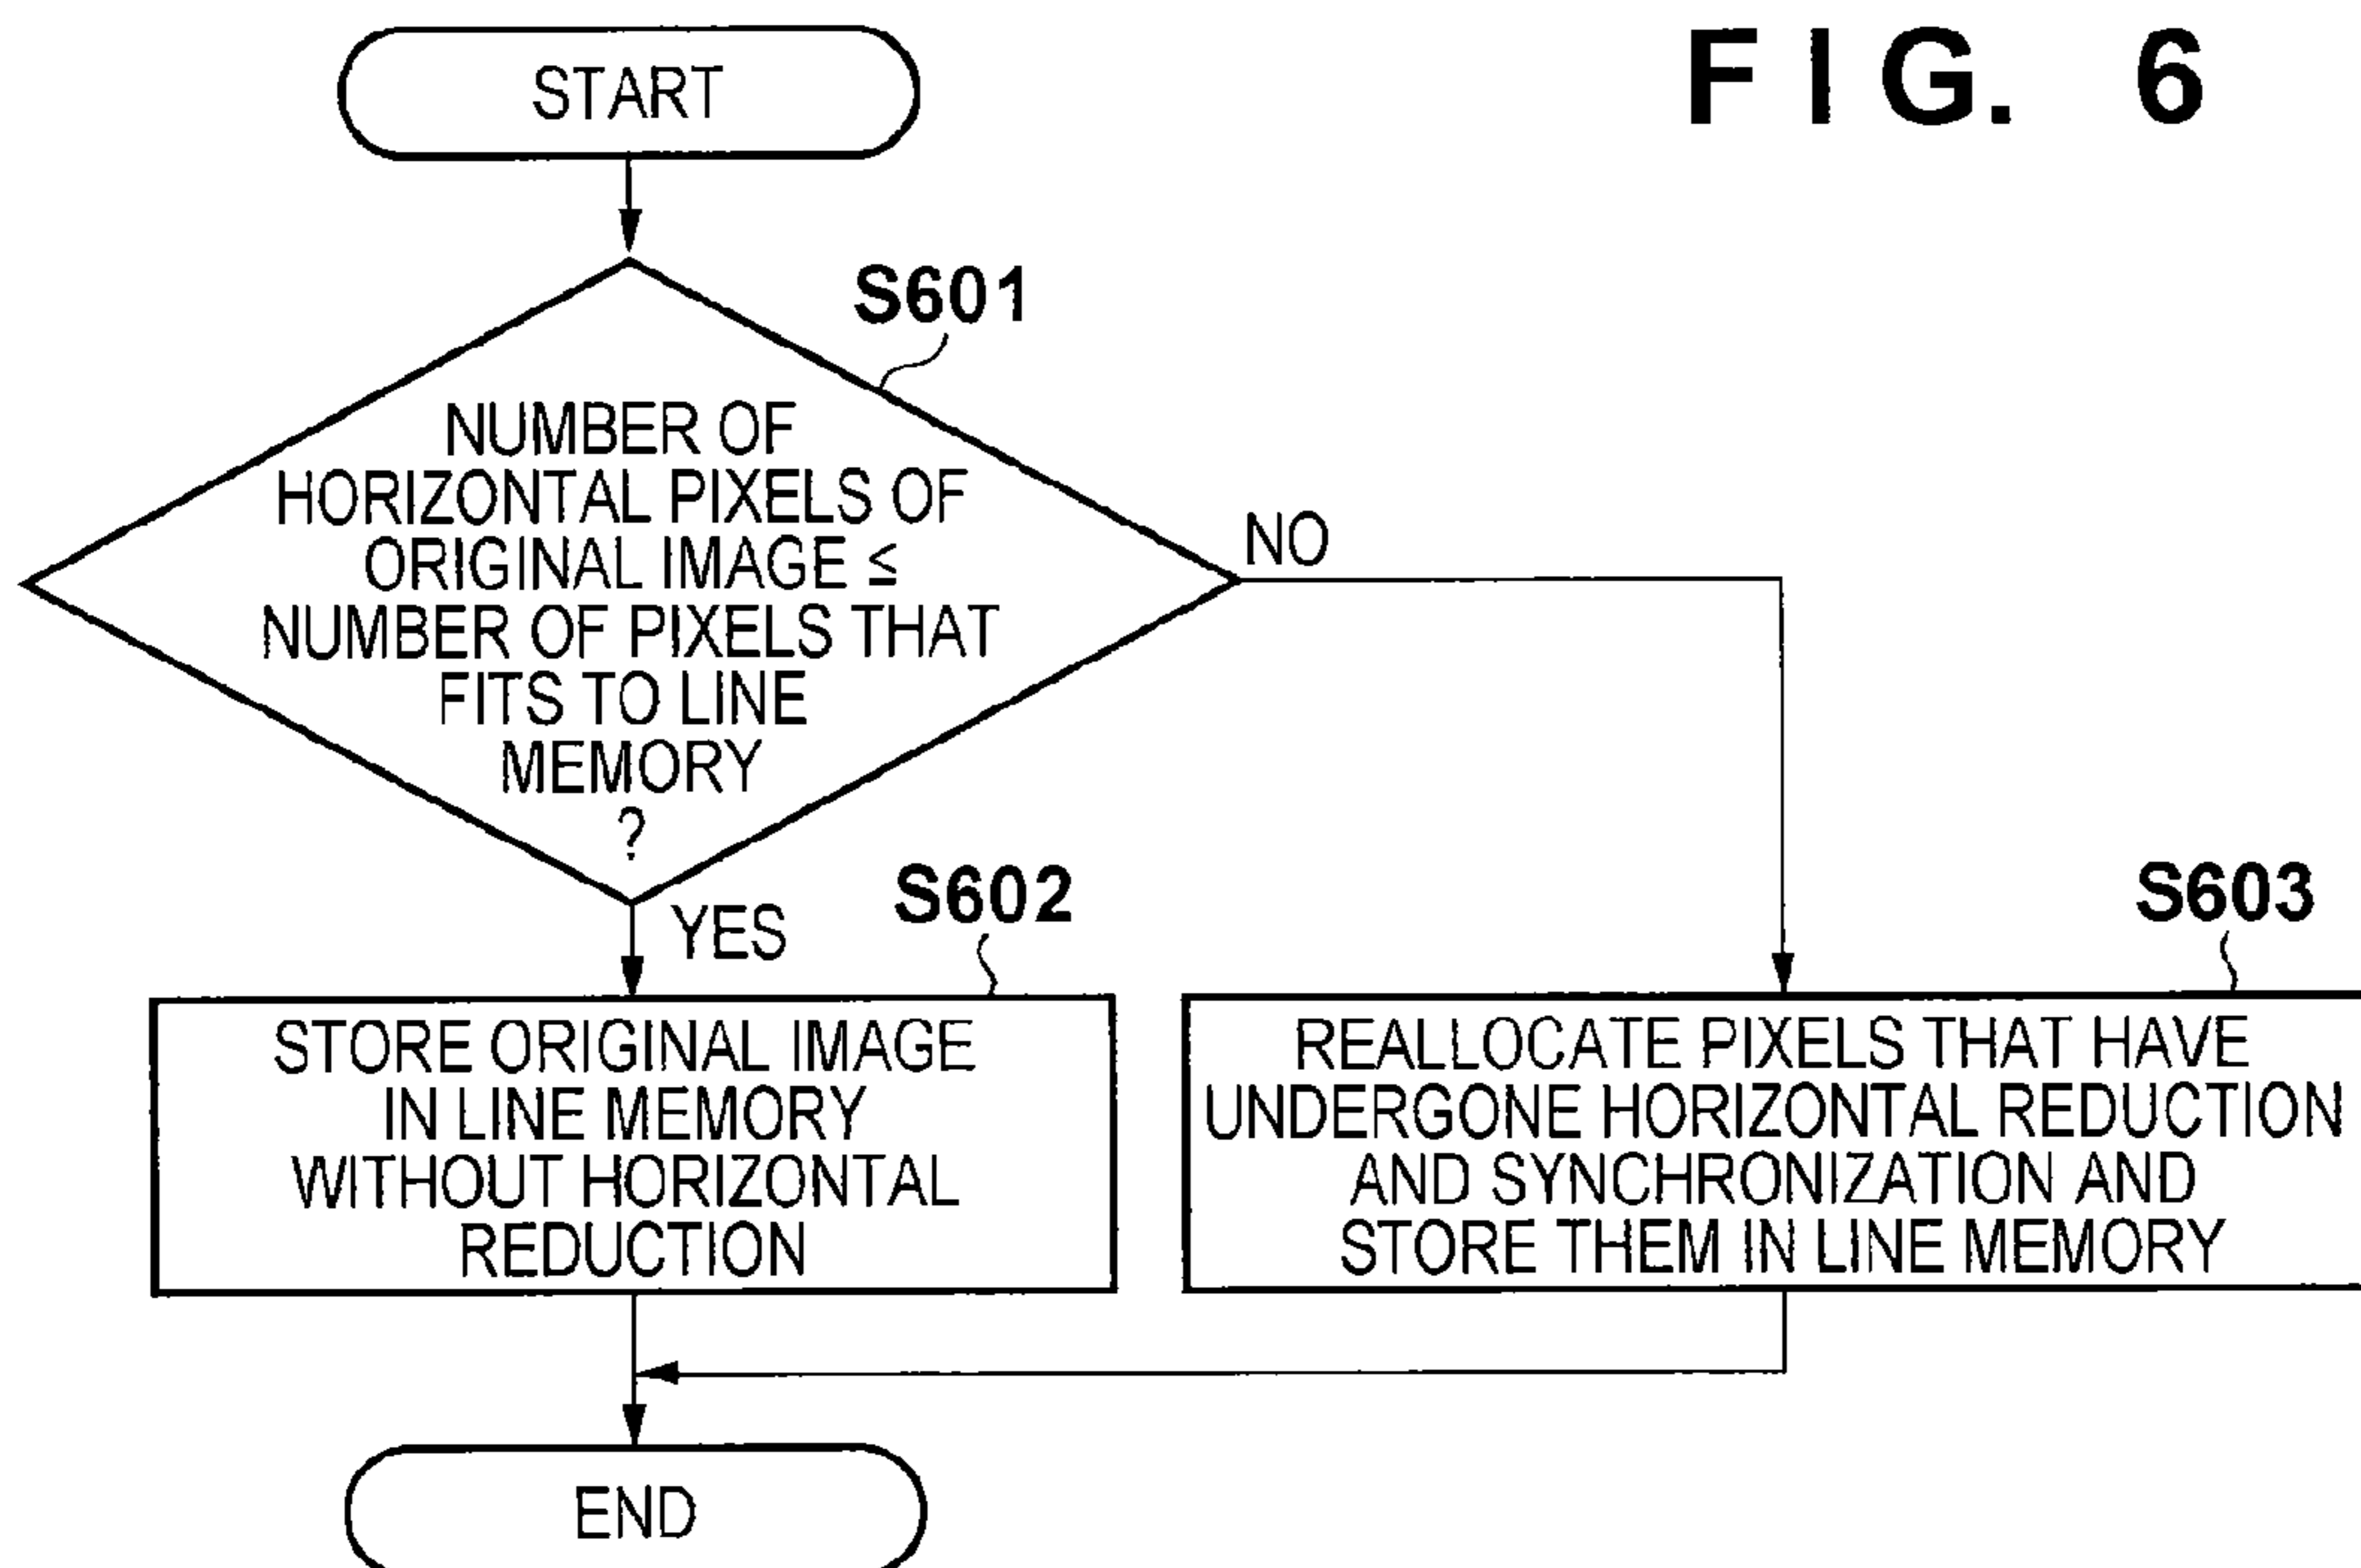 FIG. 6
START
S601
NUMBER OF
HORIZONTAL PIXELS OF
ORIGINAL IMAGE ≤
NUMBER OF PIXELS THAT
FITS TO LINE
MEMORY
?
NO
YES
S602
STORE ORIGINAL IMAGE
IN LINE MEMORY
WITHOUT HORIZONTAL
REDUCTION
S603
REALLOCATE PIXELS THAT HAVE
UNDERGONE HORIZONTAL REDUCTION
AND SYNCHRONIZATION AND
STORE THEM IN LINE MEMORY
END